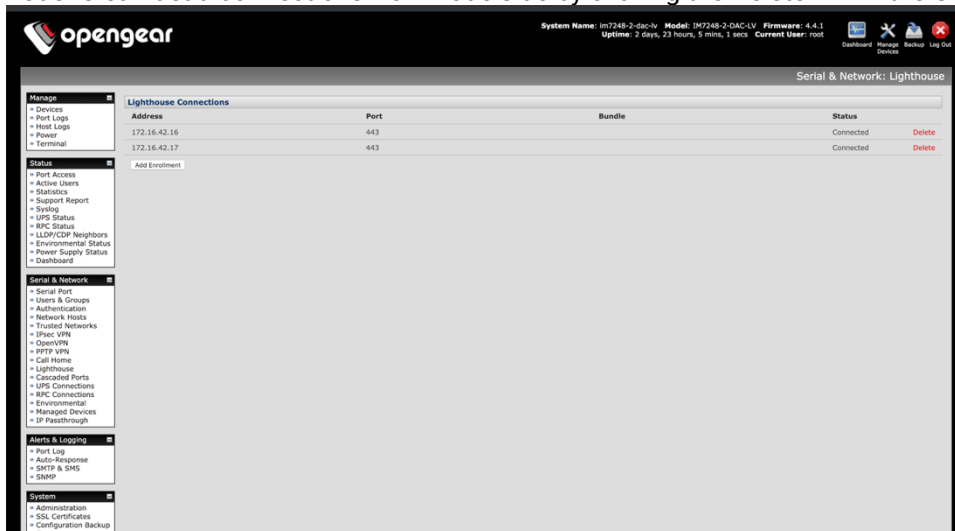 opengear
System Name: im7248-2-dac-lv Model: IM7248-2-DAC-LV Firmware: 4.4.1
Uptime: 2 days, 23 hours, 5 mins, 1 secs Current User: root
Dashboard
Manage Devices
Backup
Log Out
Serial & Network: Lighthouse
Manage
» Devices
» Port Logs
» Host Logs
» Power
» Terminal
Status
» Port Access
» Active Users
» Statistics
» Support Report
» Syslog
» UPS Status
» RPC Status
» LLDP/CDP Neighbors
» Environmental Status
» Power Supply Status
» Dashboard
Serial & Network
» Serial Port
» Users & Groups
» Authentication
» Network Hosts
» Trusted Networks
» IPsec VPN
» OpenVPN
» PPTP VPN
» Call Home
» Lighthouse
» Cascaded Ports
» UPS Connections
» RPC Connections
» Environmental
» Managed Devices
» IP Passthrough
Alerts & Logging
» Port Log
» Auto-Response
» SMTP & SMS
» SNMP
System
» Administration
» SSL Certificates
» Configuration Backup
Lighthouse Connections
Address Port Bundle Status
172.16.42.16 443 Connected Delete
172.16.42.17 443 Connected Delete
Add Enrollment